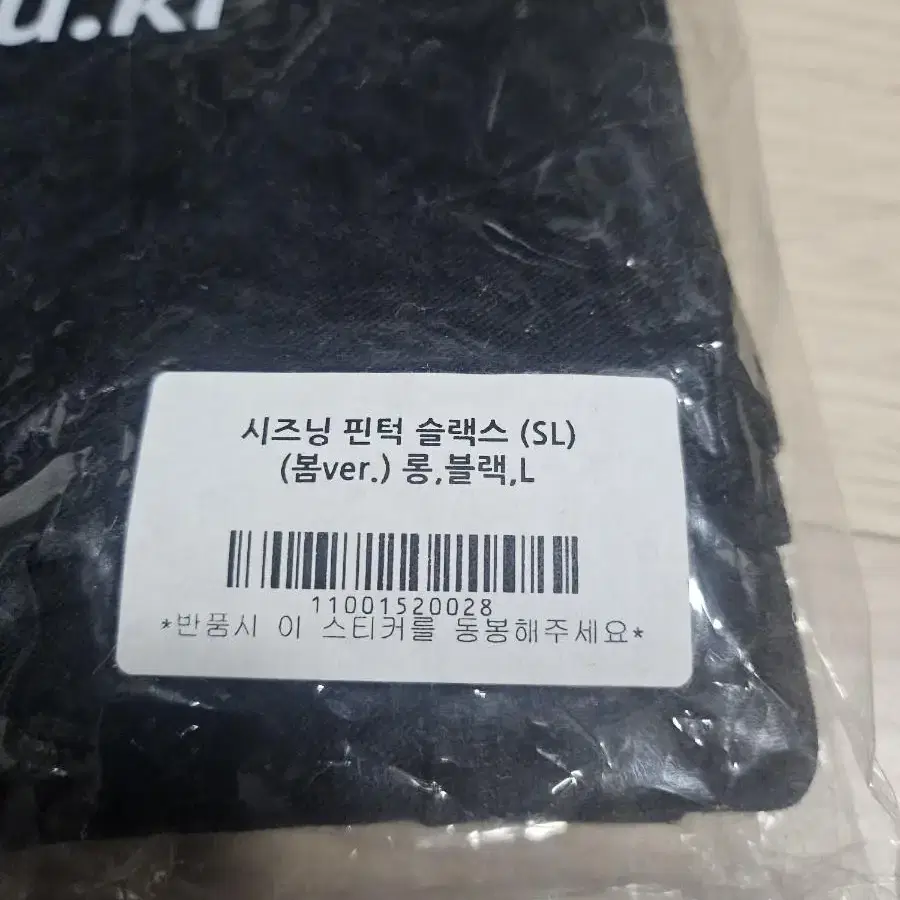 u.kr
시즈닝 핀턱 슬랙스 (SL)
(봄ver.) 롱,블랙,L
11001520028
*반품시 이 스티커를 동봉해주세요*